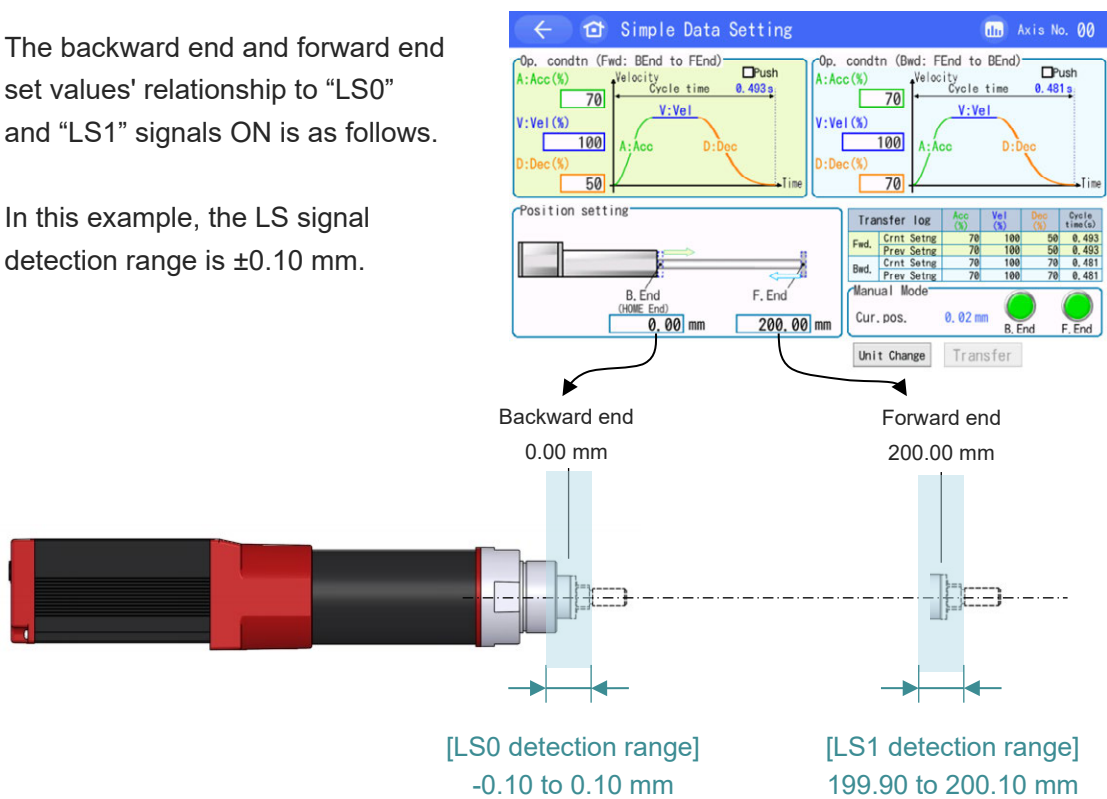 The backward end and forward end
set values' relationship to “LS0”
and “LS1” signals ON is as follows.
In this example, the LS signal
detection range is ±0.10 mm.
Simple Data Setting
Axis No. 00
Op. condtn (Fwd: BEnd to FEnd)
A:Acc(%)
70
V:Vel(%)
100
D:Dec(%)
50
Velocity
Push
Cycle time 0.493s
V:Vel
A:Acc
D:Dec
Time
Op. condtn (Bwd: FEnd to BEnd)
A:Acc(%)
70
V:Vel(%)
100
D:Dec(%)
70
Velocity
Push
Cycle time 0.481s
V:Vel
A:Acc
D:Dec
Time
Position setting
B. End
(HOME End)
0.00 mm
F. End
200.00 mm
Transfer log Acc (%) Vel (%) Dec (%) Cycle time(s)
Fwd. Crnt Setng 70 100 50 0.493
Prev Setng 70 100 50 0.493
Bwd. Crnt Setng 70 100 70 0.481
Prev Setng 70 100 70 0.481
Manual Mode
Cur. pos. 0.02 mm
B. End
F. End
Unit Change
Transfer
Backward end
0.00 mm
Forward end
200.00 mm
[LS0 detection range]
-0.10 to 0.10 mm
[LS1 detection range]
199.90 to 200.10 mm